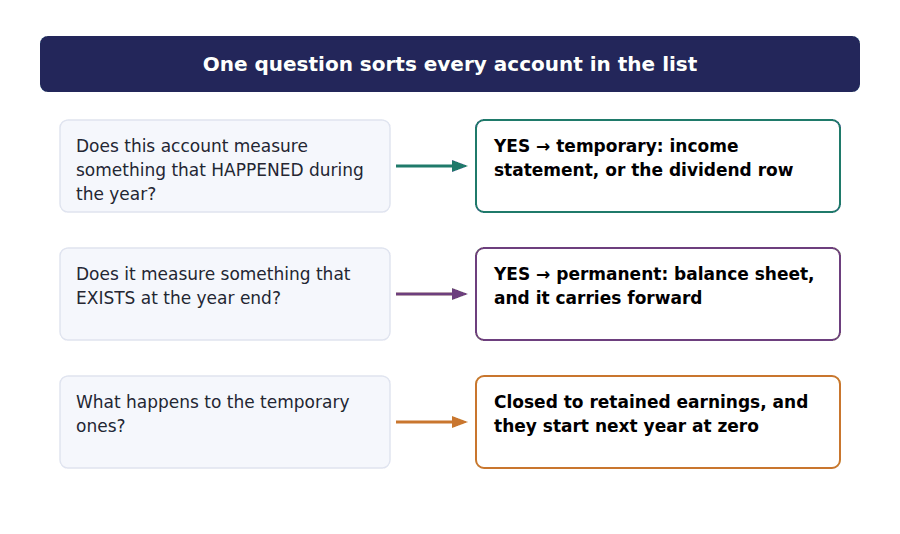 One question sorts every account in the list
Does this account measure
something that HAPPENED during
the year?
YES → temporary: income
statement, or the dividend row
Does it measure something that
EXISTS at the year end?
YES → permanent: balance sheet,
and it carries forward
What happens to the temporary
ones?
Closed to retained earnings, and
they start next year at zero